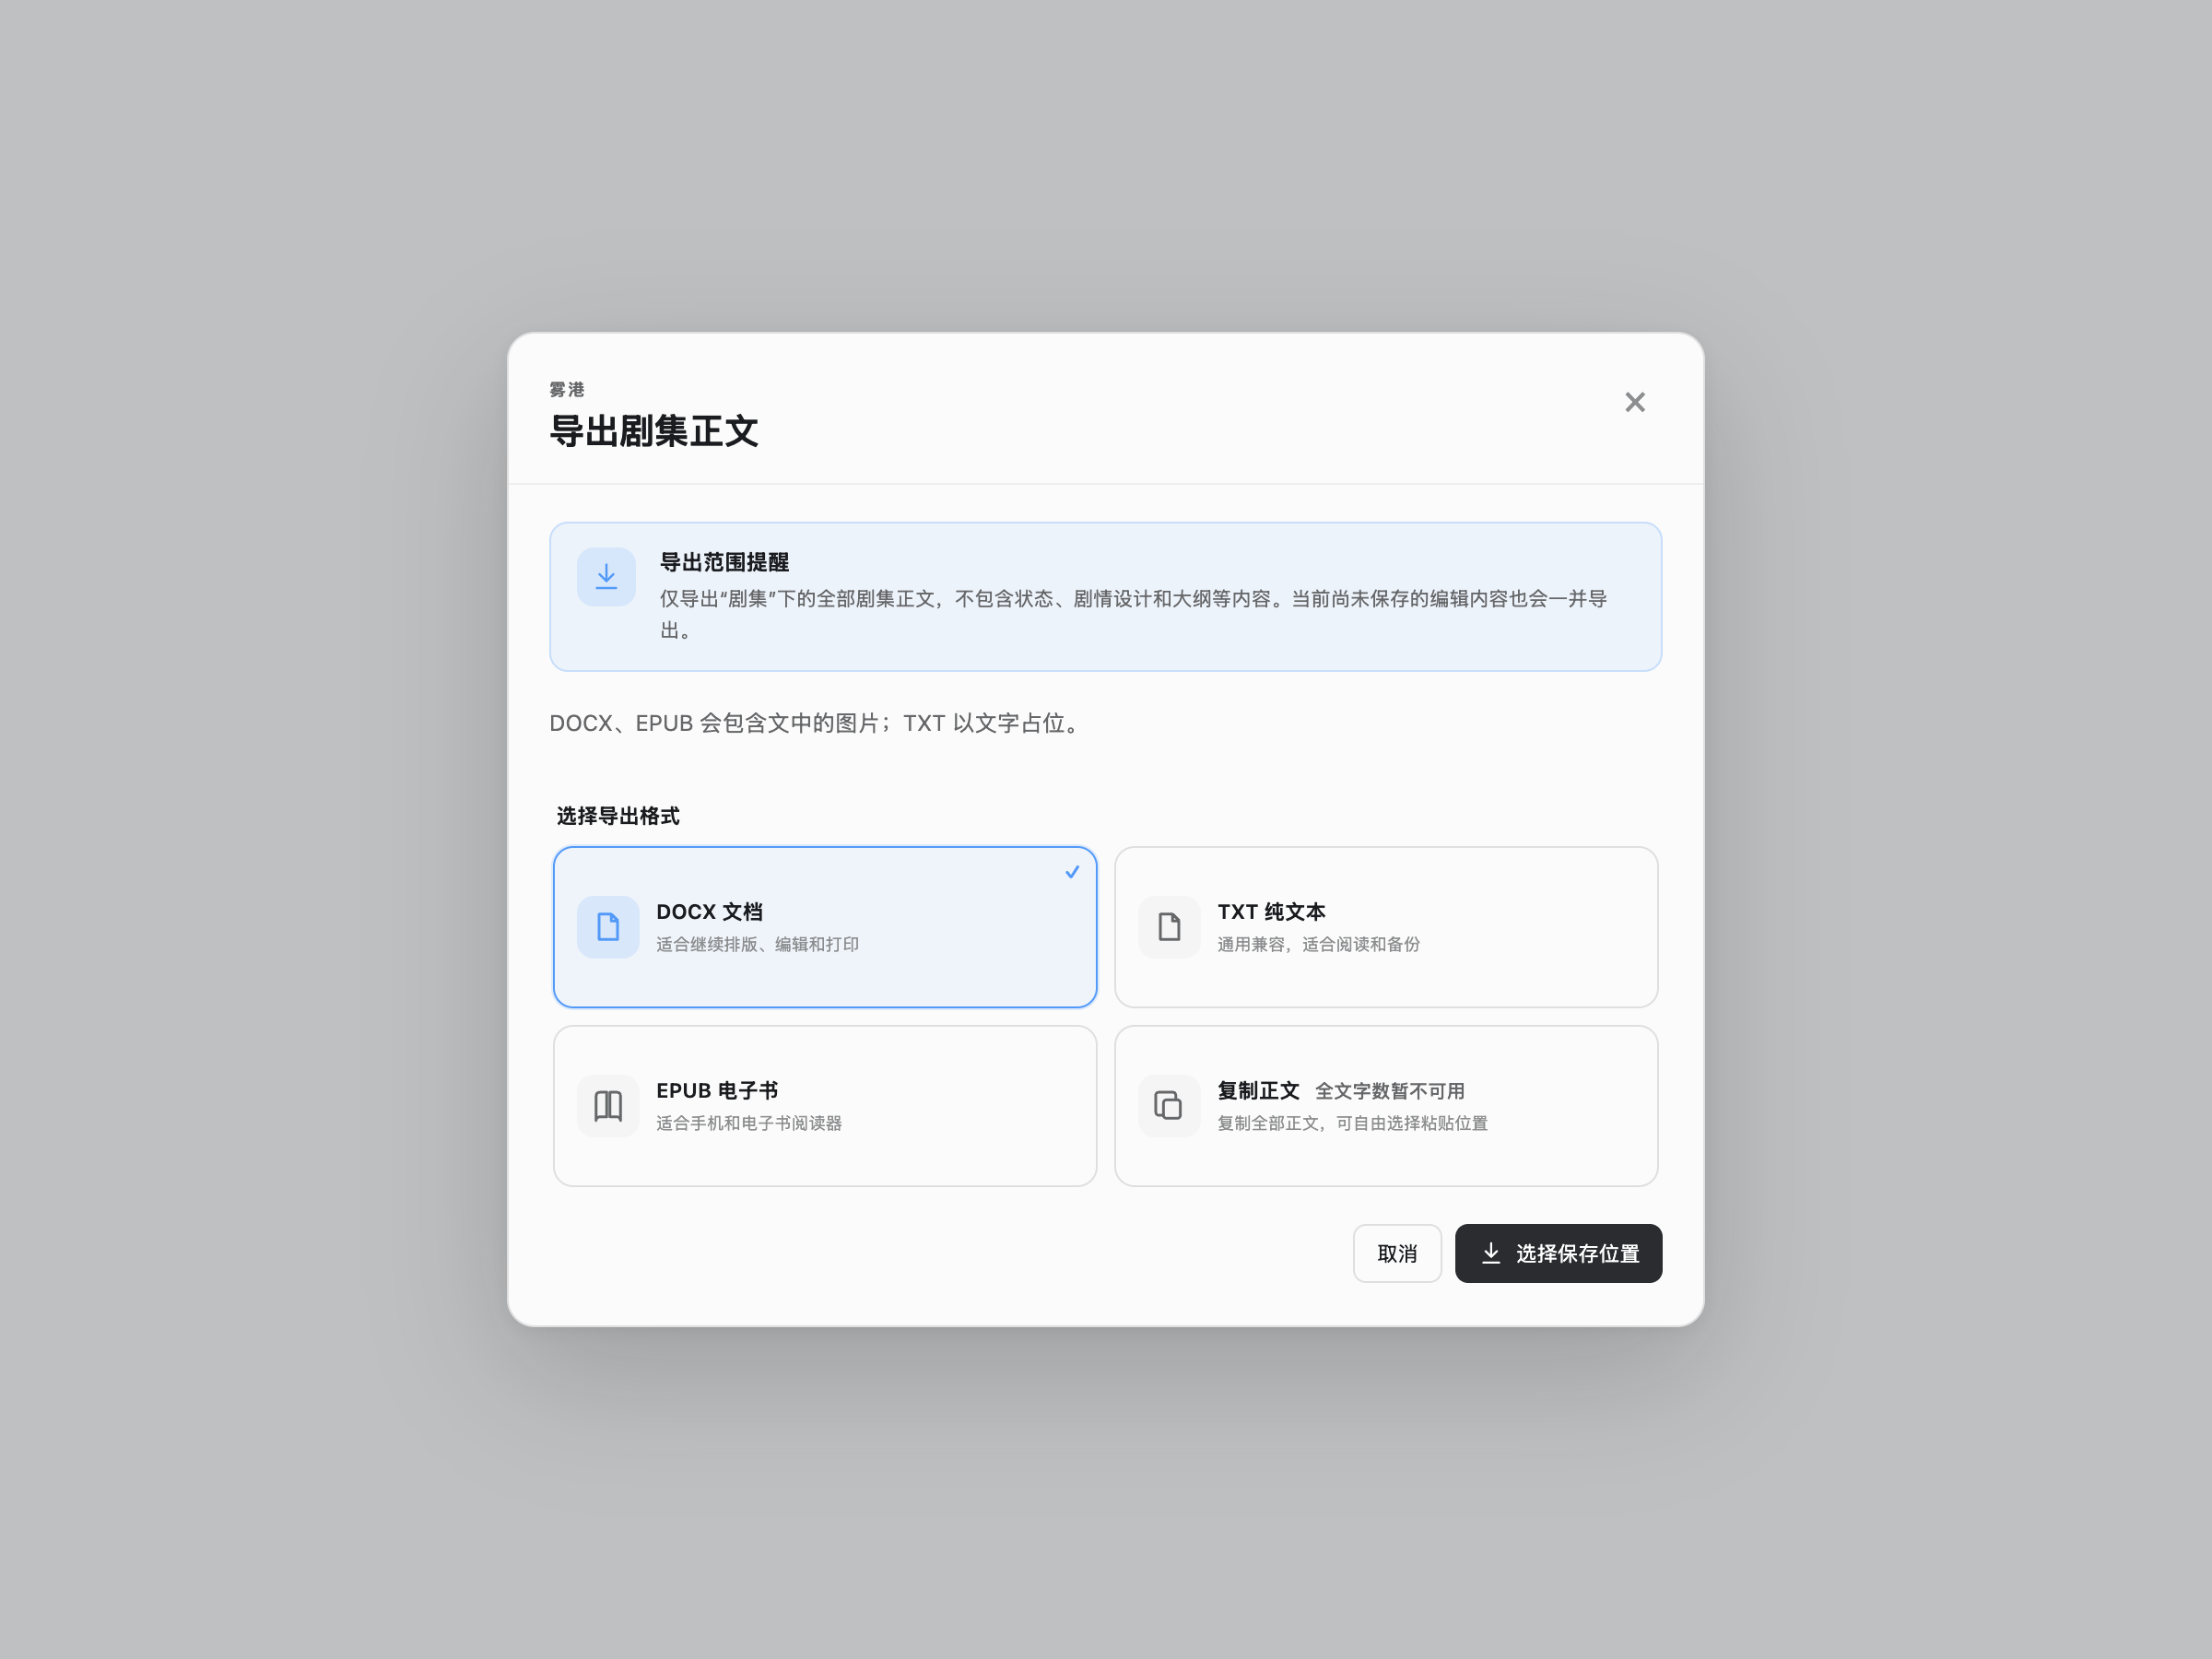 雾港
导出剧集正文
导出范围提醒
仅导出“剧集”下的全部剧集正文，不包含状态、剧情设计和大纲等内容。当前尚未保存的编辑内容也会一并导
出。
DOCX、EPUB 会包含文中的图片；TXT 以文字占位。
选择导出格式
DOCX 文档
适合继续排版、编辑和打印
TXT 纯文本
通用兼容，适合阅读和备份
EPUB 电子书
适合手机和电子书阅读器
复制正文 全文字数暂不可用
复制全部正文，可自由选择粘贴位置
取消
选择保存位置